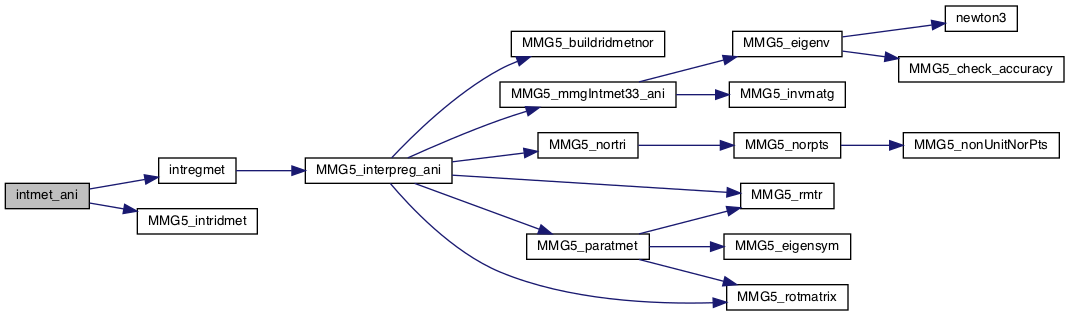 intmet_ani
intregmet
MMG5_intridmet
MMG5_interpreg_ani
MMG5_buildridmetnor
MMG5_mmgIntmet33_ani
MMG5_nortri
MMG5_paratmet
MMG5_eigenv
MMG5_invmatg
MMG5_norpts
MMG5_rmtr
MMG5_eigensym
MMG5_rotmatrix
newton3
MMG5_check_accuracy
MMG5_nonUnitNorPts